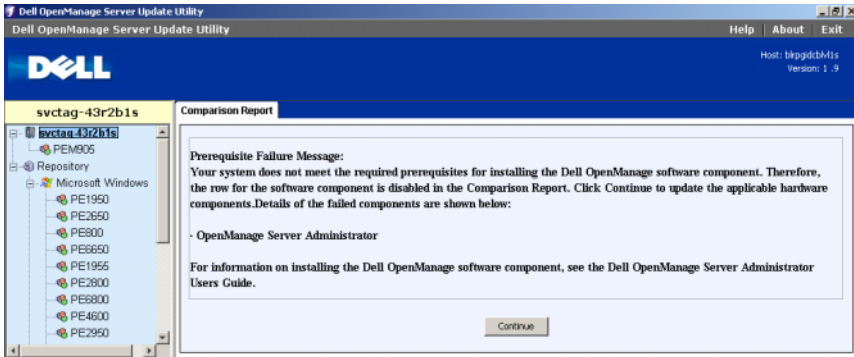 Dell OpenManage Server Update Utility
Dell OpenManage Server Update Utility
Help | About | Exit
DELL
Version: 1 .9
svctag-43r2b1s
svctag-43r2b1s
PEM905
Repository
Microsoft Windows
PE1950
PE2650
PE800
PE6650
PE1955
PE2800
PE6800
PE4600
PE2950
Comparison Report
Prerequisite Failure Message:
Your system does not meet the required prerequisites for installing the Dell OpenManage software component. Therefore,
the row for the software component is disabled in the Comparison Report. Click Continue to update the applicable hardware
components.Details of the failed components are shown below:
- OpenManage Server Administrator
For information on installing the Dell OpenManage software component, see the Dell OpenManage Server Administrator
Users Guide.
Continue